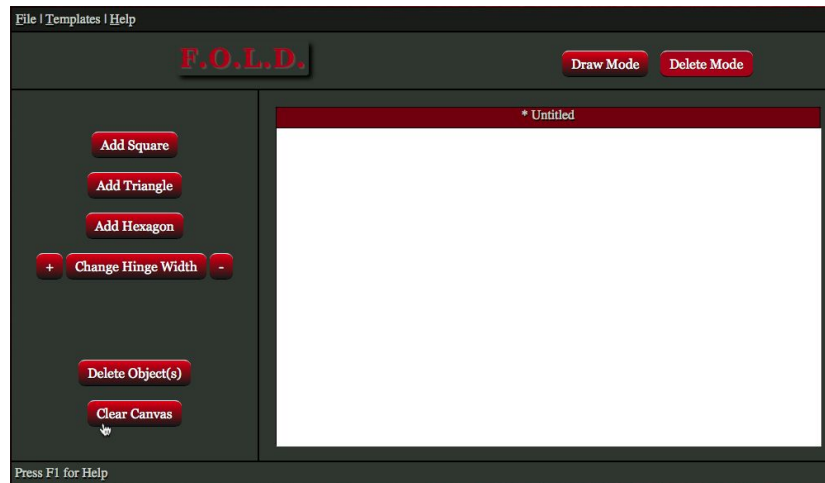 File | Templates | Help
F.O.L.D.
Draw Mode
Delete Mode
* Untitled
Add Square
Add Triangle
Add Hexagon
+ Change Hinge Width -
Delete Object(s)
Clear Canvas
Press F1 for Help